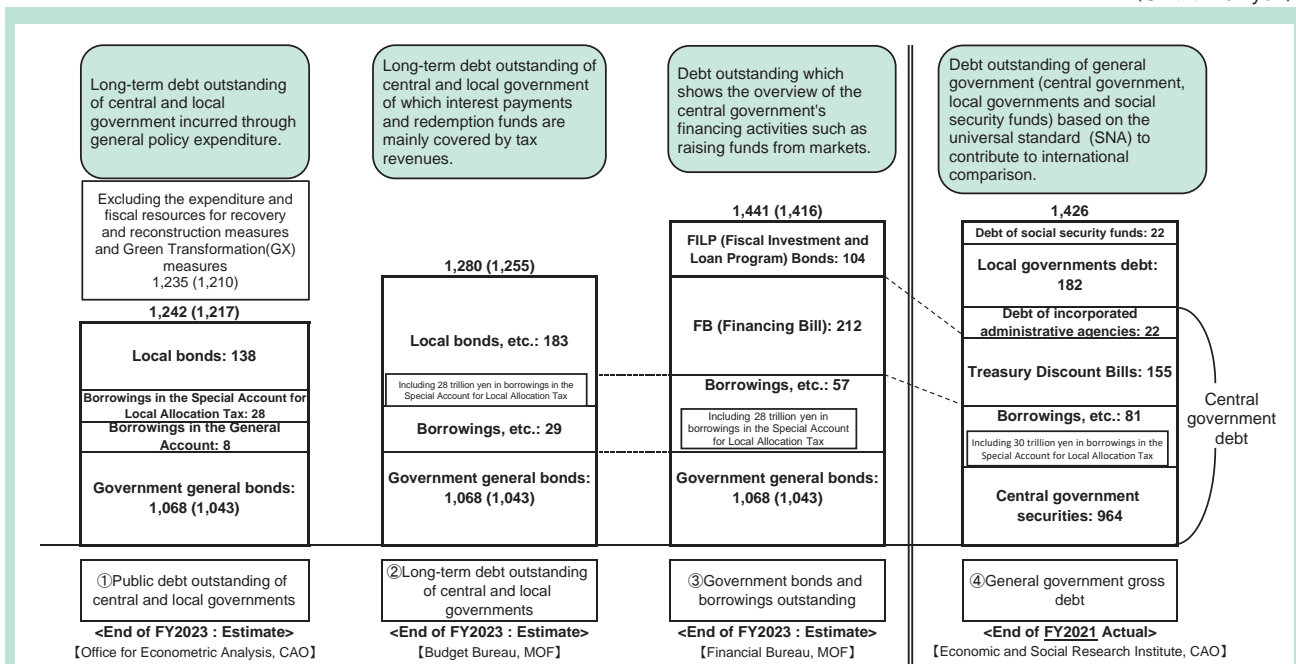 Long-term debt outstanding
of central and local
government incurred through
general policy expenditure.
Excluding the expenditure and
fiscal resources for recovery
and reconstruction measures
and Green Transformation(GX)
measures
1,235 (1,210)
1,242 (1,217)
Local bonds: 138
Borrowings in the Special Account for
Local Allocation Tax: 28
Borrowings in the General
Account: 8
Government general bonds:
1,068 (1,043)
①Public debt outstanding of
central and local governments
<End of FY2023 : Estimate>
【Office for Econometric Analysis, CAO】
Long-term debt outstanding of
central and local government
of which interest payments
and redemption funds are
mainly covered by tax
revenues.
1,280 (1,255)
Local bonds, etc.: 183
Including 28 trillion yen in borrowings in the
Special Account for Local Allocation Tax
Borrowings, etc.: 29
Government general bonds:
1,068 (1,043)
②Long-term debt outstanding
of central and local
governments
<End of FY2023 : Estimate>
【Budget Bureau, MOF】
Debt outstanding which
shows the overview of the
central government's
financing activities such as
raising funds from markets.
1,441 (1,416)
FILP (Fiscal Investment and
Loan Program) Bonds: 104
FB (Financing Bill): 212
Borrowings, etc.: 57
Including 28 trillion yen in
borrowings in the Special Account
for Local Allocation Tax
Government general bonds:
1,068 (1,043)
③Government bonds and
borrowings outstanding
<End of FY2023 : Estimate>
【Financial Bureau, MOF】
Debt outstanding of general
government (central government,
local governments and social
security funds) based on the
universal standard (SNA) to
contribute to international
comparison.
1,426
Debt of social security funds: 22
Local governments debt:
182
Debt of incorporated
administrative agencies: 22
Treasury Discount Bills: 155
Borrowings, etc.: 81
Including 30 trillion yen in borrowings in the
Special Account for Local Allocation Tax
Central government
securities: 964
Central
government
debt
④General government gross
debt
<End of FY2021 Actual>
【Economic and Social Research Institute, CAO】